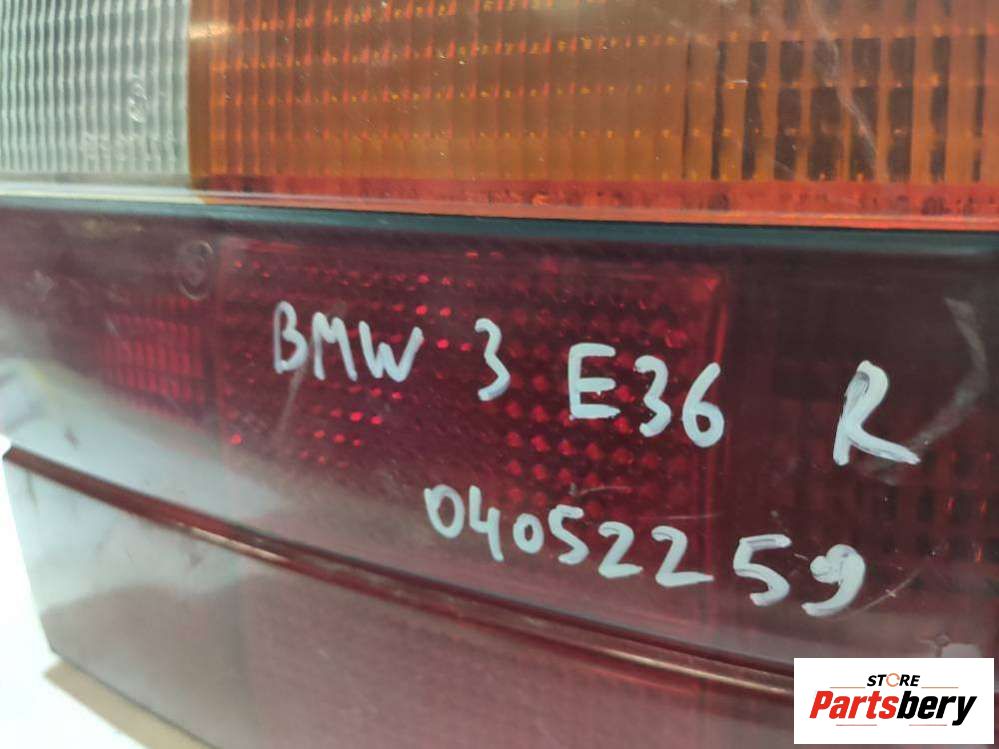 BMW 3 E36 R
04052259
STORE
Partsbery